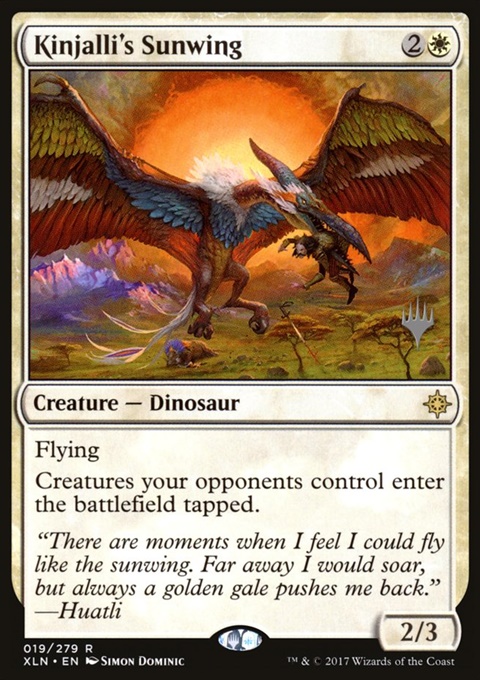 Kinjalli's Sunwing 2
Creature — Dinosaur
Flying
Creatures your opponents control enter
the battlefield tapped.
“There are moments when I feel I could fly
like the sunwing. Far away I would soar,
but always a golden gale pushes me back.”
—Huatli
2/3
019/279 R
XLN • EN Simon Dominic
™ & © 2017 Wizards of the Coast